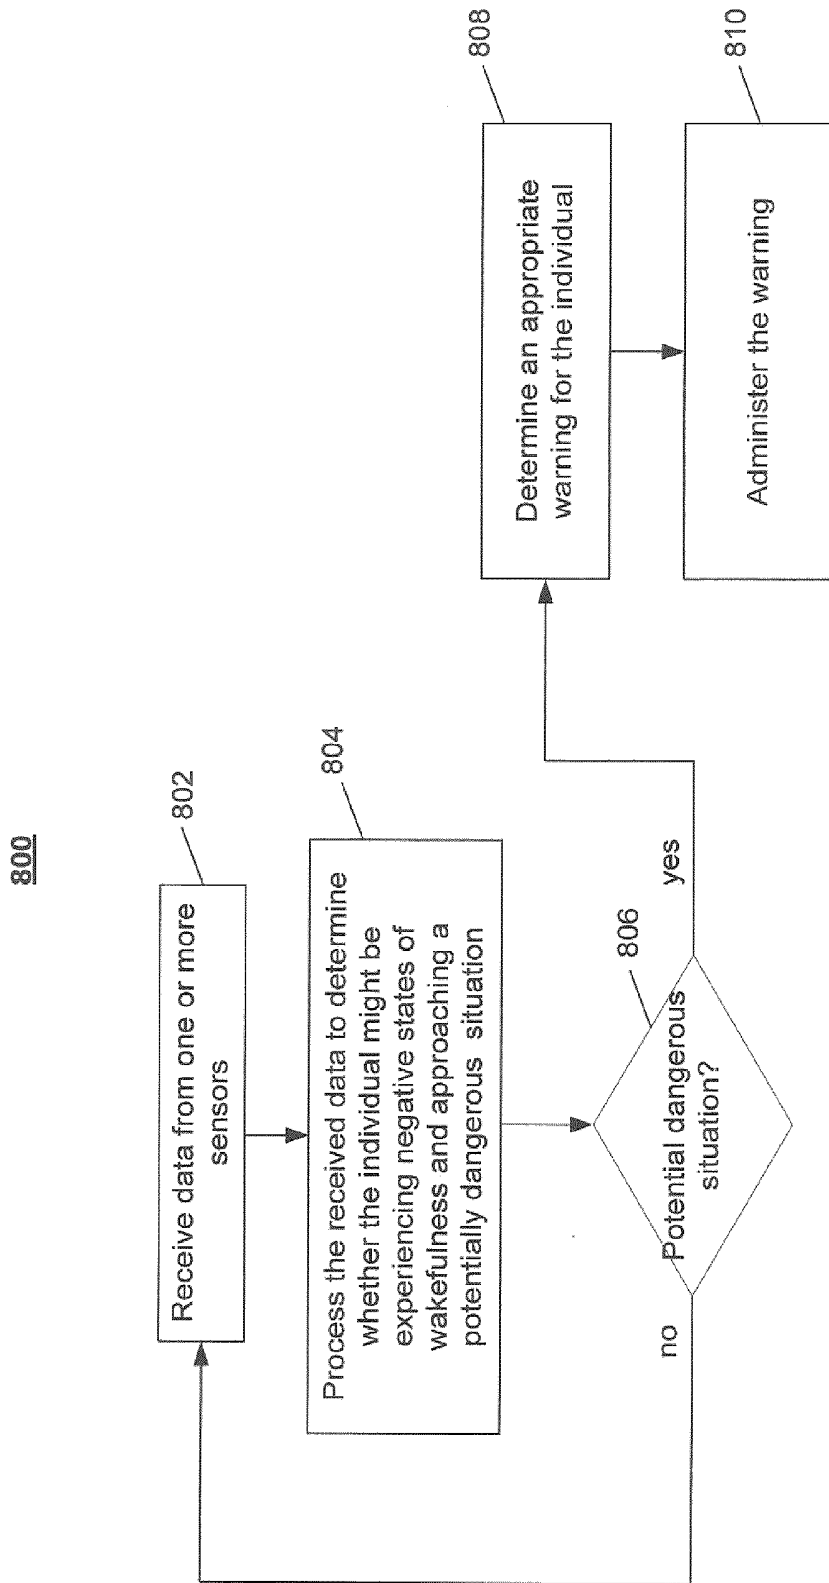 800
802
Receive data from one or more
sensors
804
Process the received data to determine
whether the individual might be
experiencing negative states of
wakefulness and approaching a
potentially dangerous situation
806
Potential dangerous
situation?
no
yes
808
Determine an appropriate
warning for the individual
810
Administer the warning